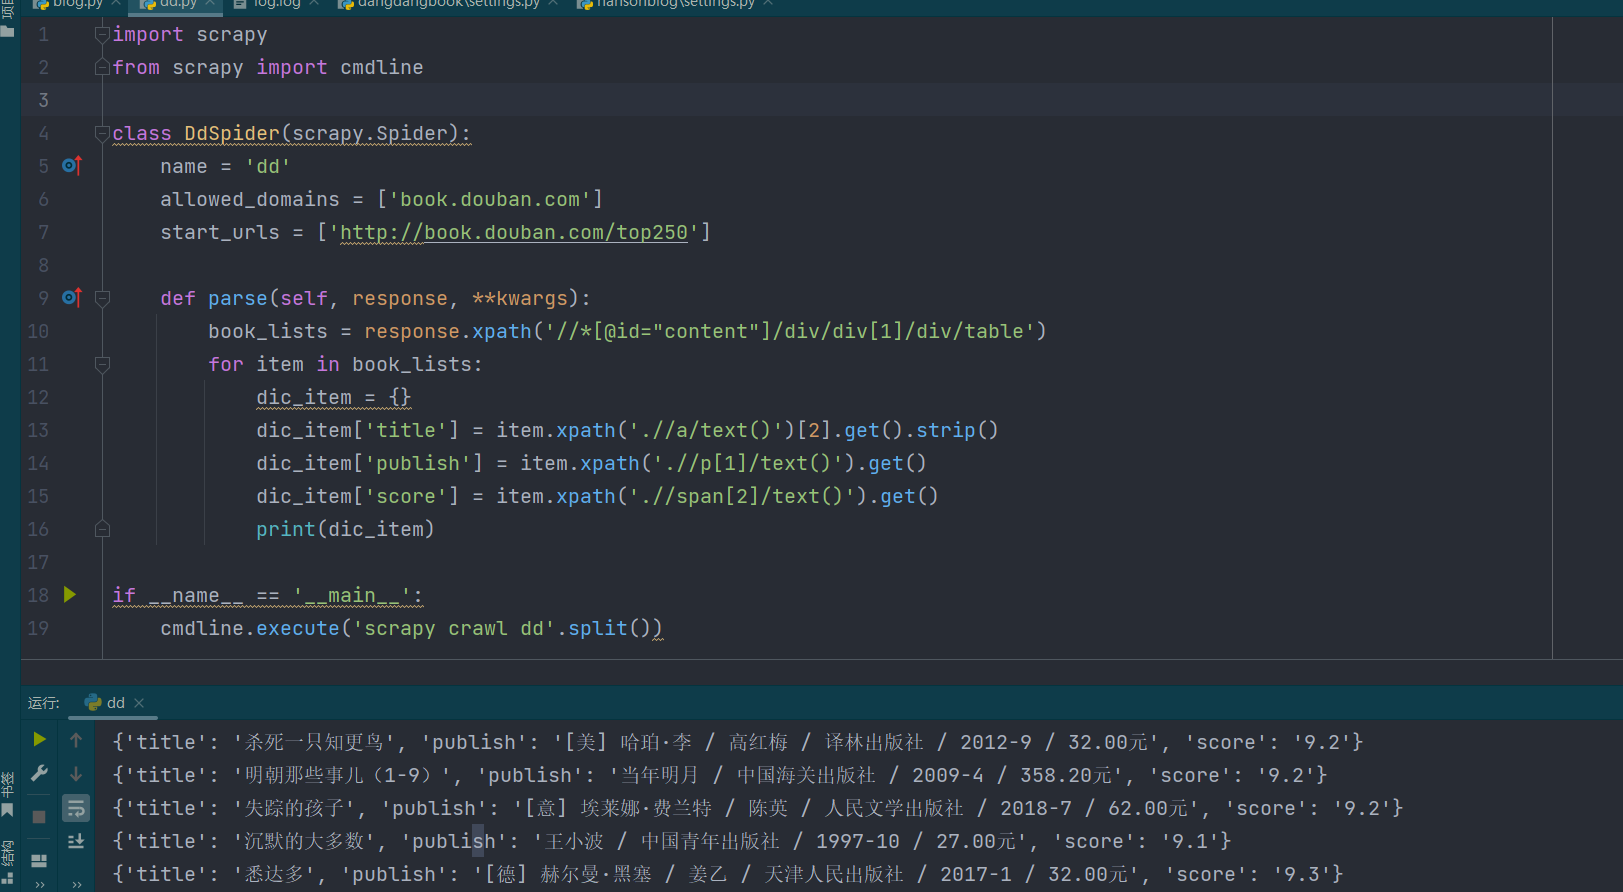 项目
blog.py
dd.py
log.log
dangdangbook\settings.py
hansonblog\settings.py
1 import scrapy
2 from scrapy import cmdline
3
4 class DdSpider(scrapy.Spider):
5     name = 'dd'
6     allowed_domains = ['book.douban.com']
7     start_urls = ['http://book.douban.com/top250']
8
9     def parse(self, response, **kwargs):
10         book_lists = response.xpath('//*[@id="content"]/div/div[1]/div/table')
11         for item in book_lists:
12             dic_item = {}
13             dic_item['title'] = item.xpath('.//a/text()')[2].get().strip()
14             dic_item['publish'] = item.xpath('.//p[1]/text()').get()
15             dic_item['score'] = item.xpath('.//span[2]/text()').get()
16             print(dic_item)
17
18 if __name__ == '__main__':
19     cmdline.execute('scrapy crawl dd'.split())
运行: dd
{'title': '杀死一只知更鸟', 'publish': '[美] 哈珀·李 / 高红梅 / 译林出版社 / 2012-9 / 32.00元', 'score': '9.2'}
{'title': '明朝那些事儿（1-9）', 'publish': '当年明月 / 中国海关出版社 / 2009-4 / 358.20元', 'score': '9.2'}
{'title': '失踪的孩子', 'publish': '[意] 埃莱娜·费兰特 / 陈英 / 人民文学出版社 / 2018-7 / 62.00元', 'score': '9.2'}
{'title': '沉默的大多数', 'publish': '王小波 / 中国青年出版社 / 1997-10 / 27.00元', 'score': '9.1'}
{'title': '悉达多', 'publish': '[德] 赫尔曼·黑塞 / 姜乙 / 天津人民出版社 / 2017-1 / 32.00元', 'score': '9.3'}
书签
结构